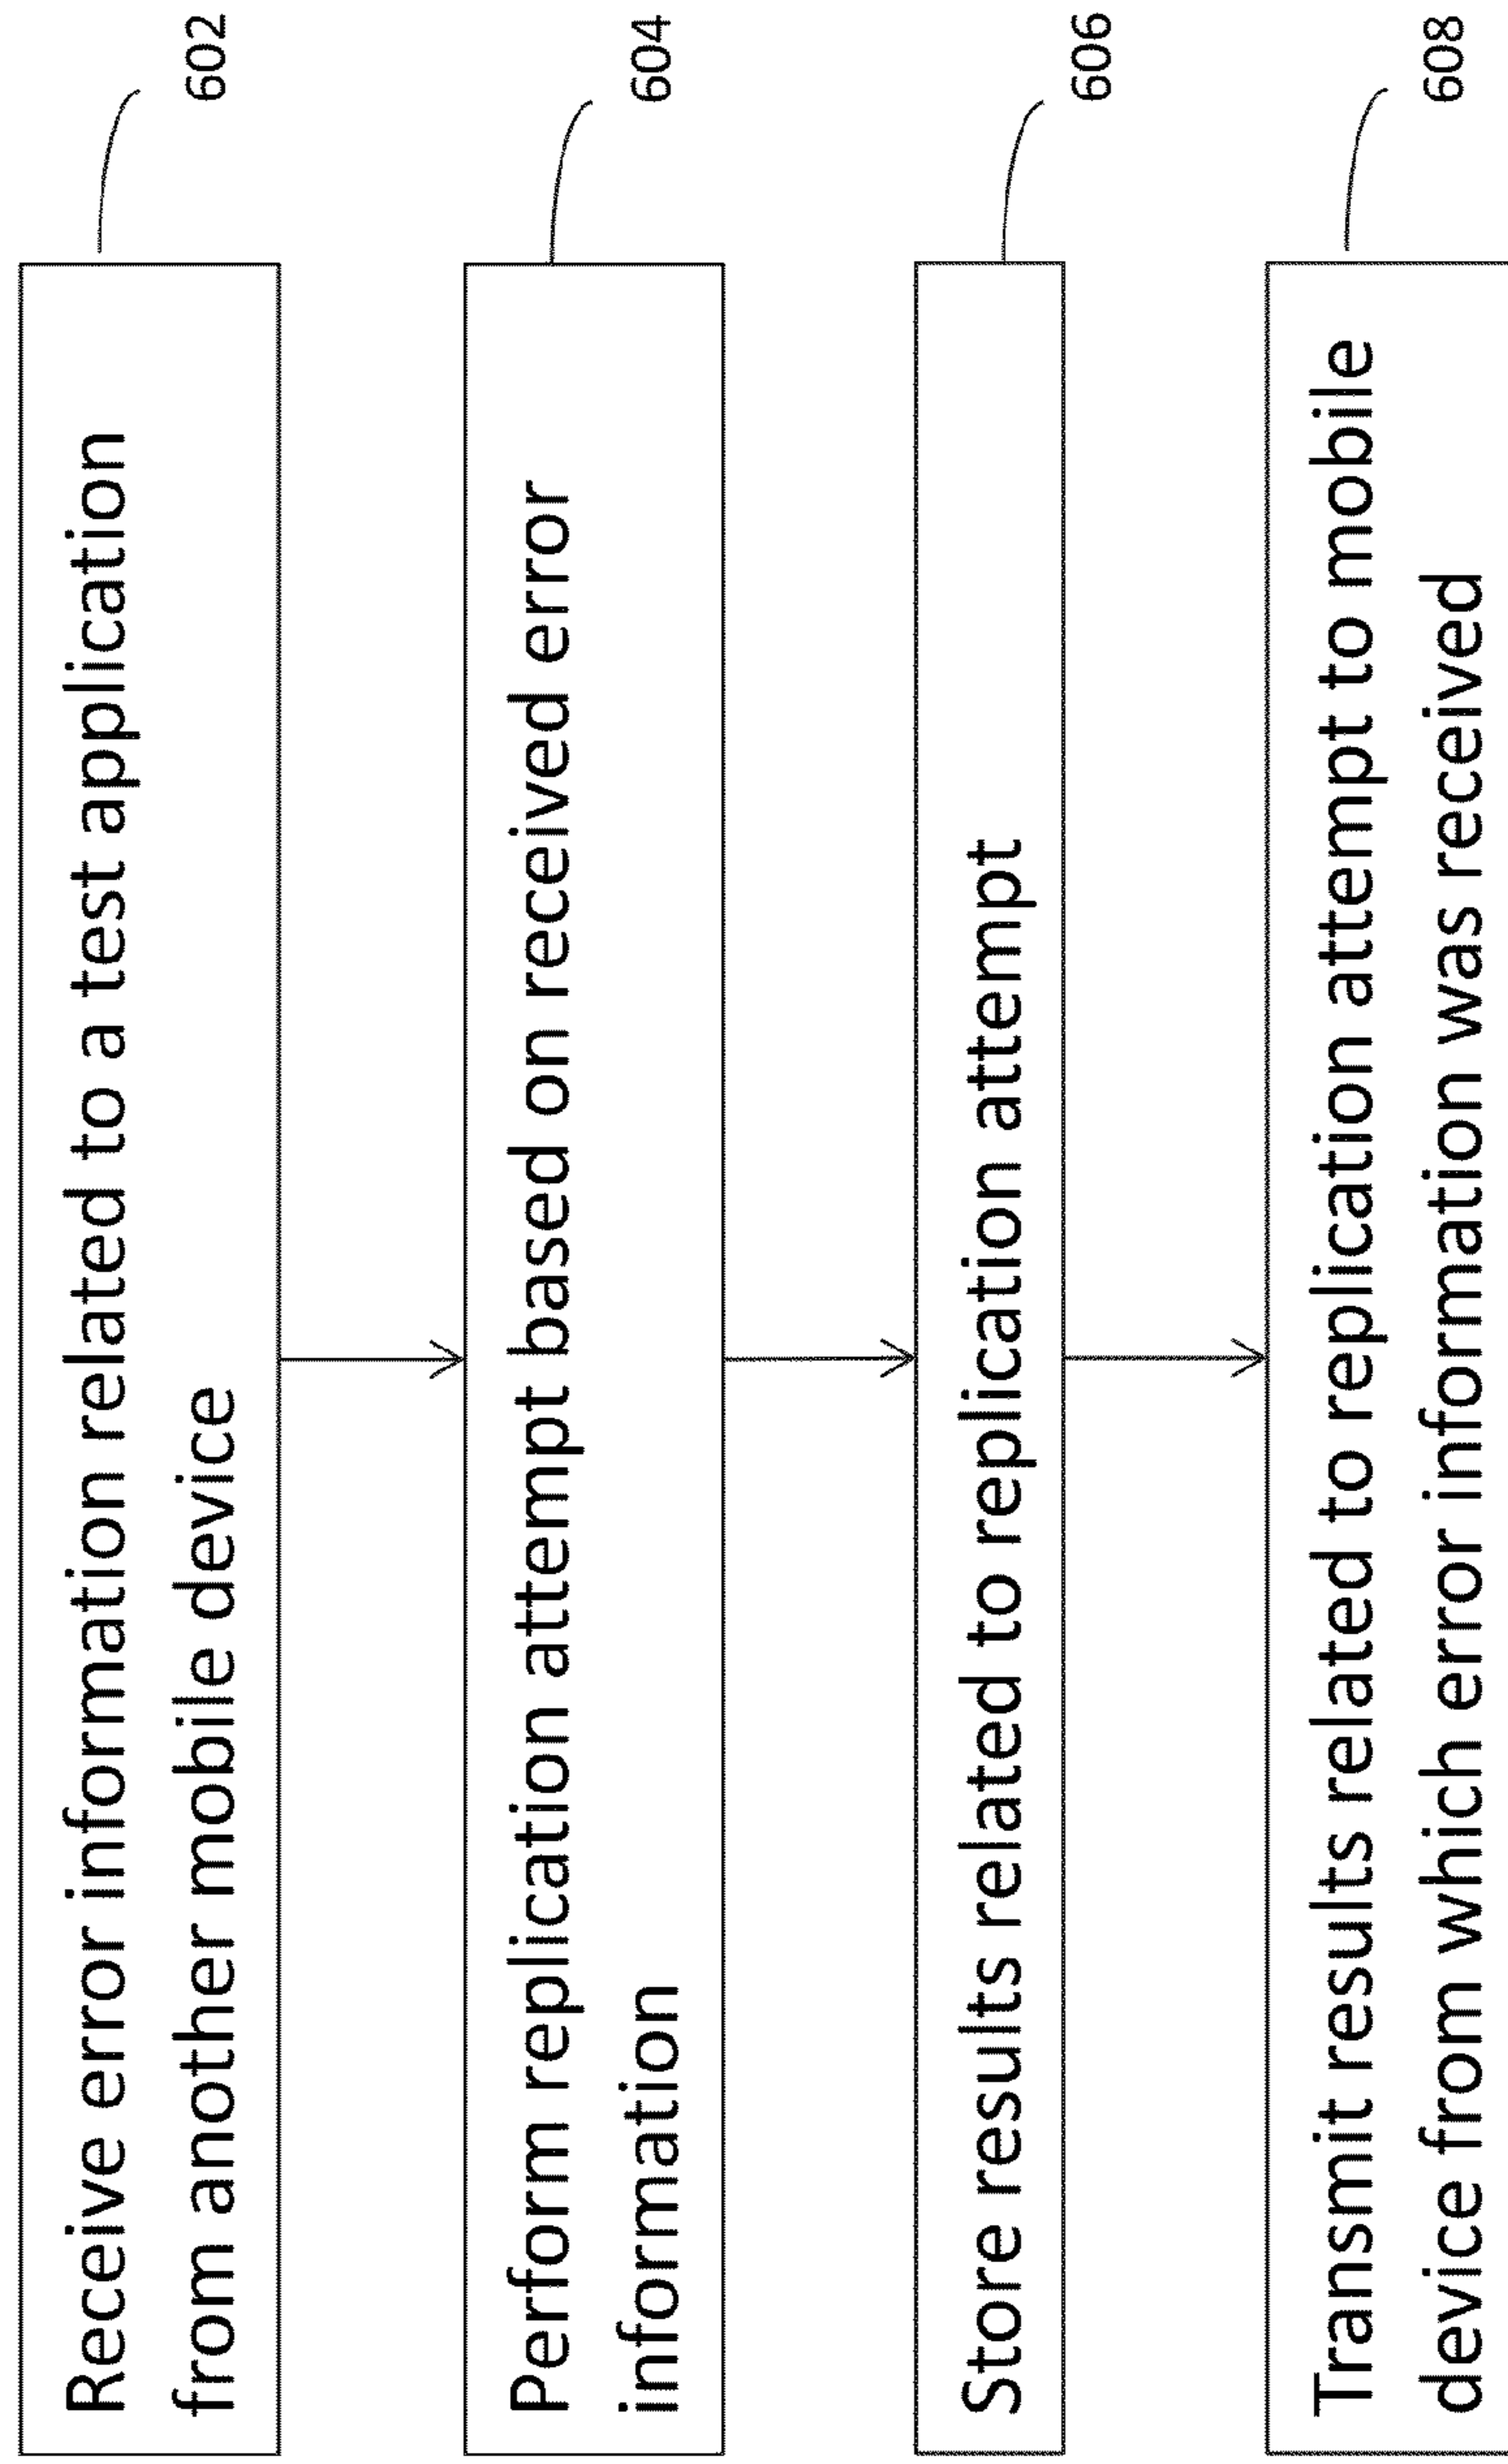 Receive error information related to a test application
from another mobile device
602
Perform replication attempt based on received error
information
604
Store results related to replication attempt
606
Transmit results related to replication attempt to mobile
device from which error information was received
608